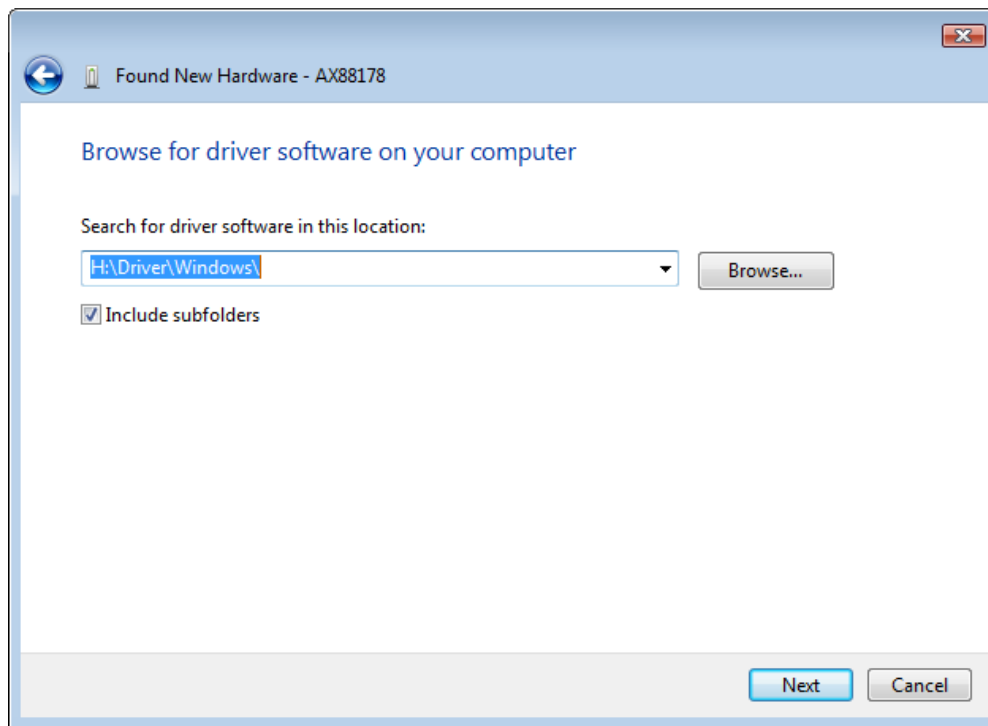 Found New Hardware - AX88178
Browse for driver software on your computer
Search for driver software in this location:
H:\Driver\Windows\
Browse...
Include subfolders
Next
Cancel